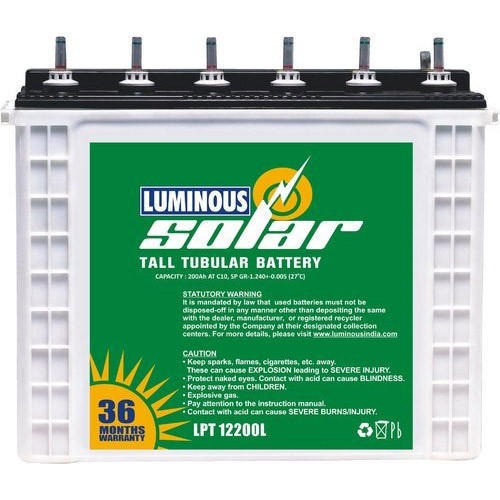 LUMINOUS
solar
TALL TUBULAR BATTERY
CAPACITY : 200Ah AT C10, SP GR-1.240+-0.005 (27°C)
STATUTORY WARNING
It is mandated by law that used batteries must not be
disposed-off in any manner other than depositing the same
with the dealer, manufacturer, or registered recycler
appointed by the Company at their designated collection
centers. For more details, please visit www.luminousindia.com
CAUTION
• Keep sparks, flames, cigarettes, etc. away.
These can cause EXPLOSION leading to SEVERE INJURY.
• Protect naked eyes. Contact with acid can cause BLINDNESS.
• Keep away from CHILDREN.
• Explosive gas.
• Pay attention to the instruction manual.
• Contact with acid can cause SEVERE BURNS/INJURY.
36
MONTHS
WARRANTY
LPT 12200L
Pb